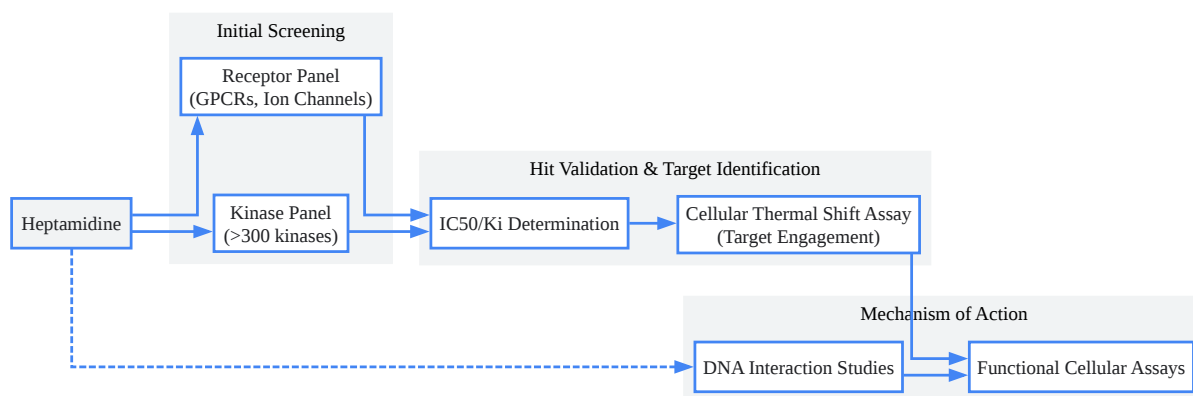 Initial Screening
Receptor Panel
(GPCRs, Ion Channels)
Hit Validation & Target Identification
Heptamidine
Kinase Panel
(>300 kinases)
IC50/Ki Determination
Cellular Thermal Shift Assay
(Target Engagement)
Mechanism of Action
DNA Interaction Studies
Functional Cellular Assays